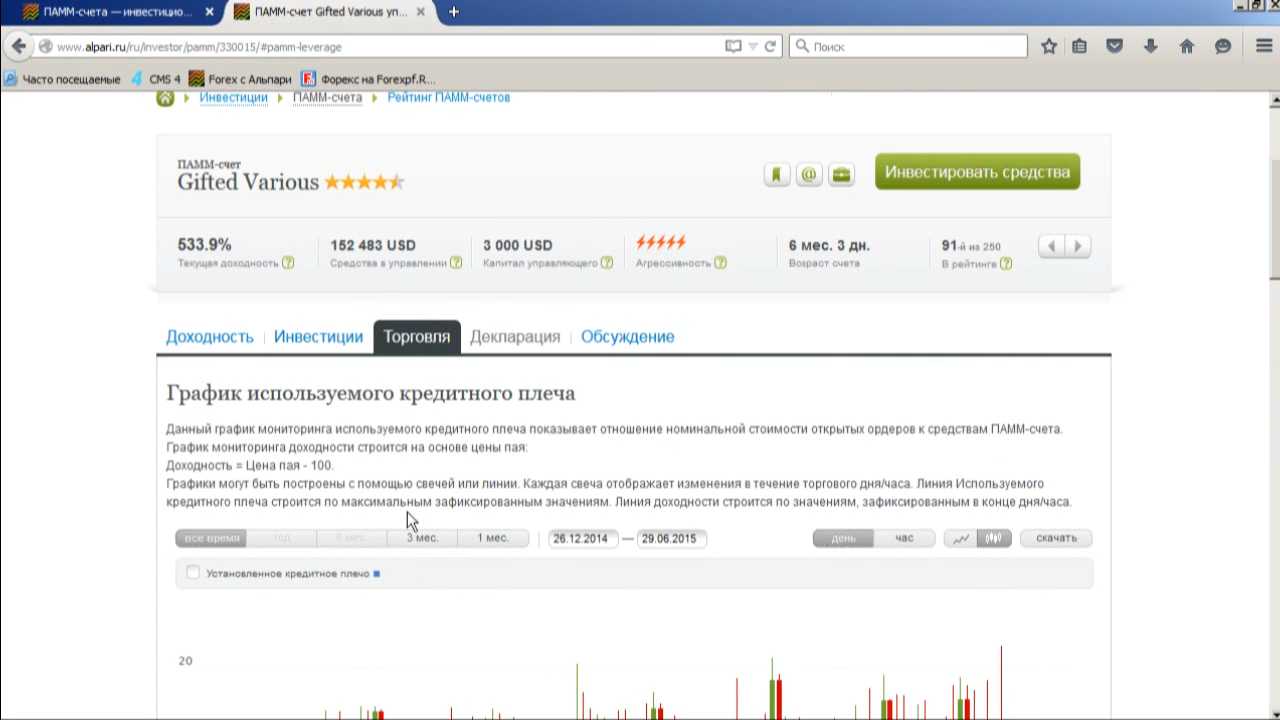 ПАММ-счета — инвестицио...
ПАММ-счет Gifted Various уп...
www.alpari.ru/ru/investor/pamm/330015/#pamm-leverage
Поиск
Часто посещаемые
CMS 4
Forex с Альпари
Форекс на Forexpf.R...
Инвестиции
ПАММ-счета
Рейтинг ПАММ-счетов
ПАММ-счет
Gifted Various
Инвестировать средства
533.9%
152 483 USD
3 000 USD
6 мес. 3 дн.
91-й из 250
Текущая доходность ?
Средства в управлении ?
Капитал управляющего ?
Агрессивность ?
Возраст счета
В рейтинге ?
Доходность
Инвестиции
Торговля
Декларация
Обсуждение
График используемого кредитного плеча
Данный график мониторинга используемого кредитного плеча показывает отношение номинальной стоимости открытых ордеров к средствам ПАММ-счета.
График мониторинга доходности строится на основе цены пая:
Доходность = Цена пая - 100.
Графики могут быть построены с помощью свечей или линии. Каждая свеча отображает изменения в течение торгового дня/часа. Линия Используемого
кредитного плеча строится по максимальным зафиксированным значениям. Линия доходности строится по значениям, зафиксированным в конце дня/часа.
все время
год
6 мес.
3 мес.
1 мес.
26.12.2014 — 29.06.2015
день
час
скачать
Установленное кредитное плечо
20